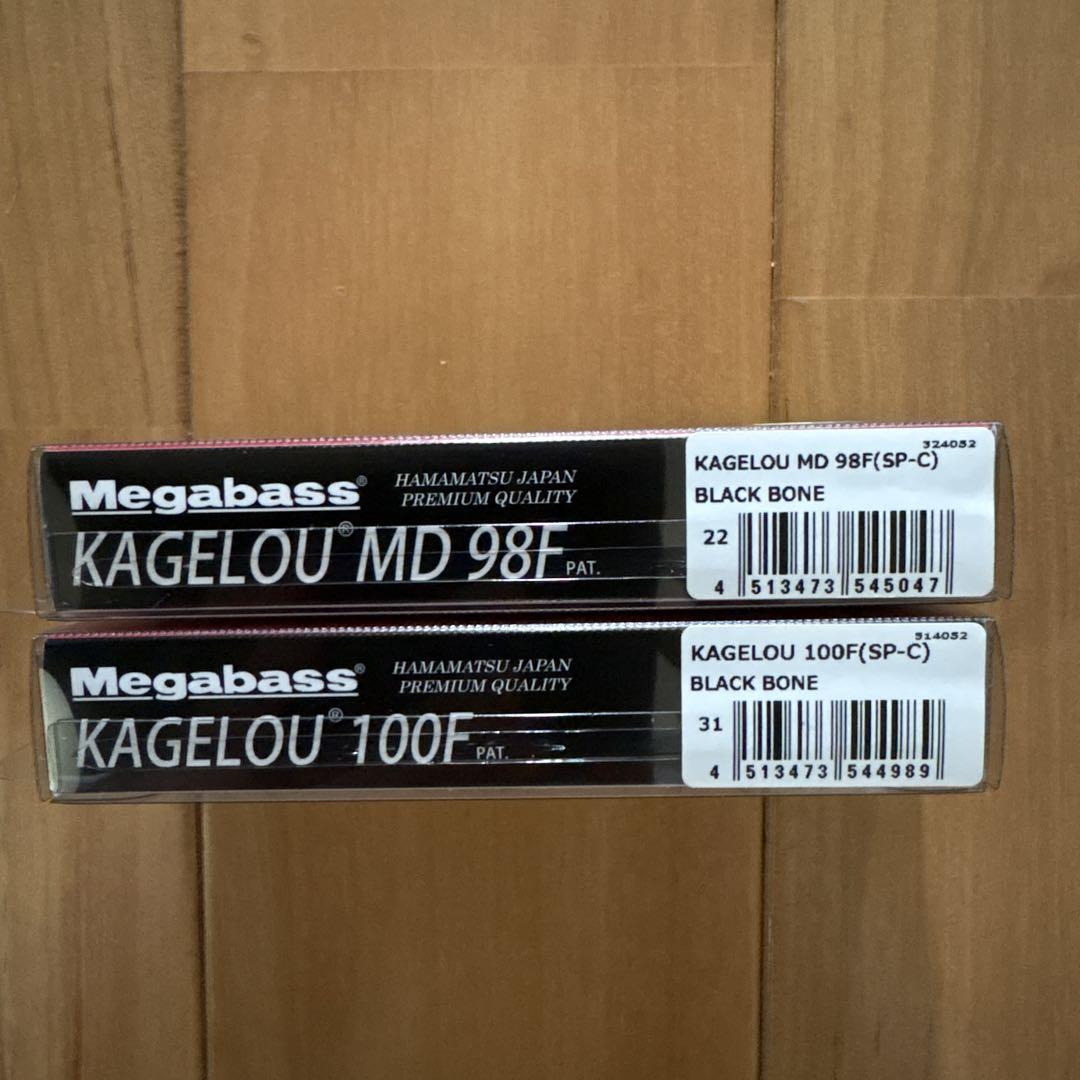 Megabass®
HAMAMATSU JAPAN
PREMIUM QUALITY
KAGELOU® MD 98F PAT.
324052
KAGELOU MD 98F(SP-C)
BLACK BONE
22
4 513473 545047
Megabass®
HAMAMATSU JAPAN
PREMIUM QUALITY
KAGELOU® 100F PAT.
514052
KAGELOU 100F(SP-C)
BLACK BONE
31
4 513473 544989